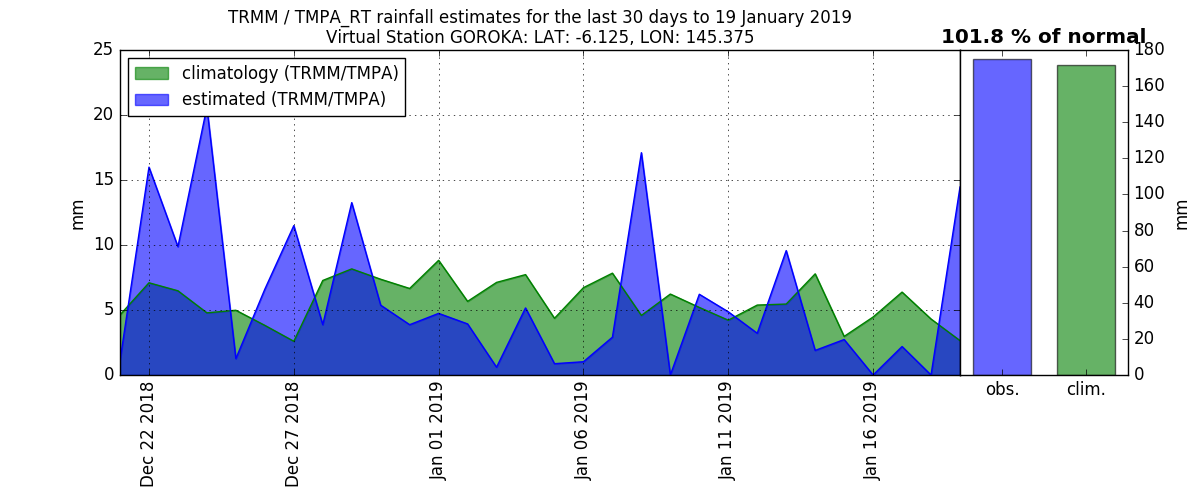 TRMM / TMPA_RT rainfall estimates for the last 30 days to 19 January 2019
Virtual Station GOROKA: LAT: -6.125, LON: 145.375
101.8 % of normal
climatology (TRMM/TMPA)
estimated (TRMM/TMPA)
25
20
15
10
5
0
mm
Dec 22 2018
Dec 27 2018
Jan 01 2019
Jan 06 2019
Jan 11 2019
Jan 16 2019
obs.
clim.
180
160
140
120
100
80
60
40
20
0
mm